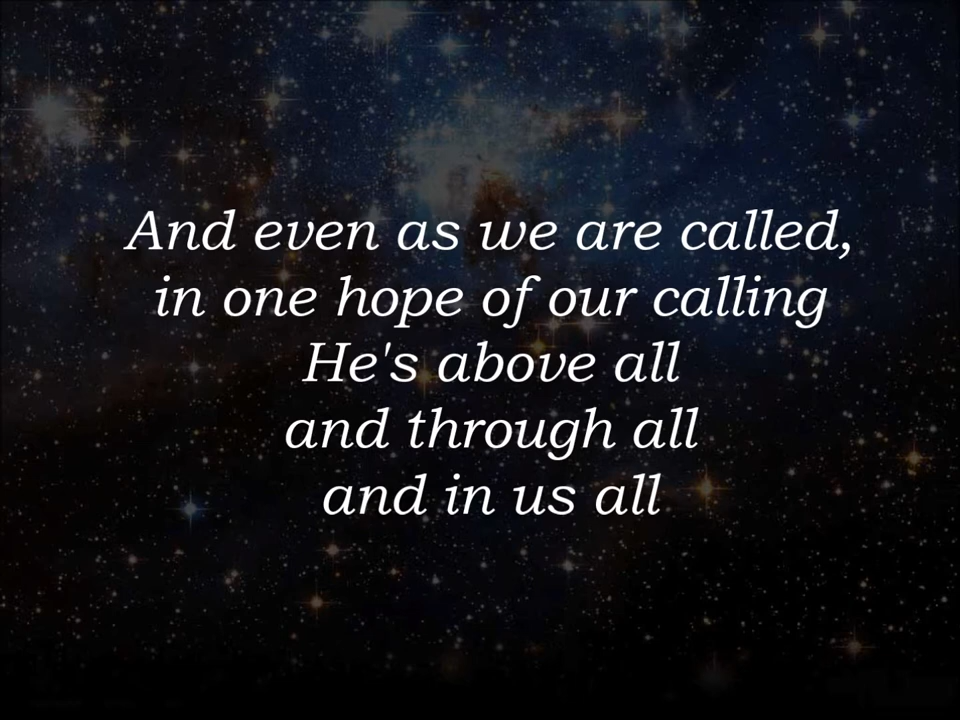 And even as we are called,
in one hope of our calling
He's above all
and through all
and in us all